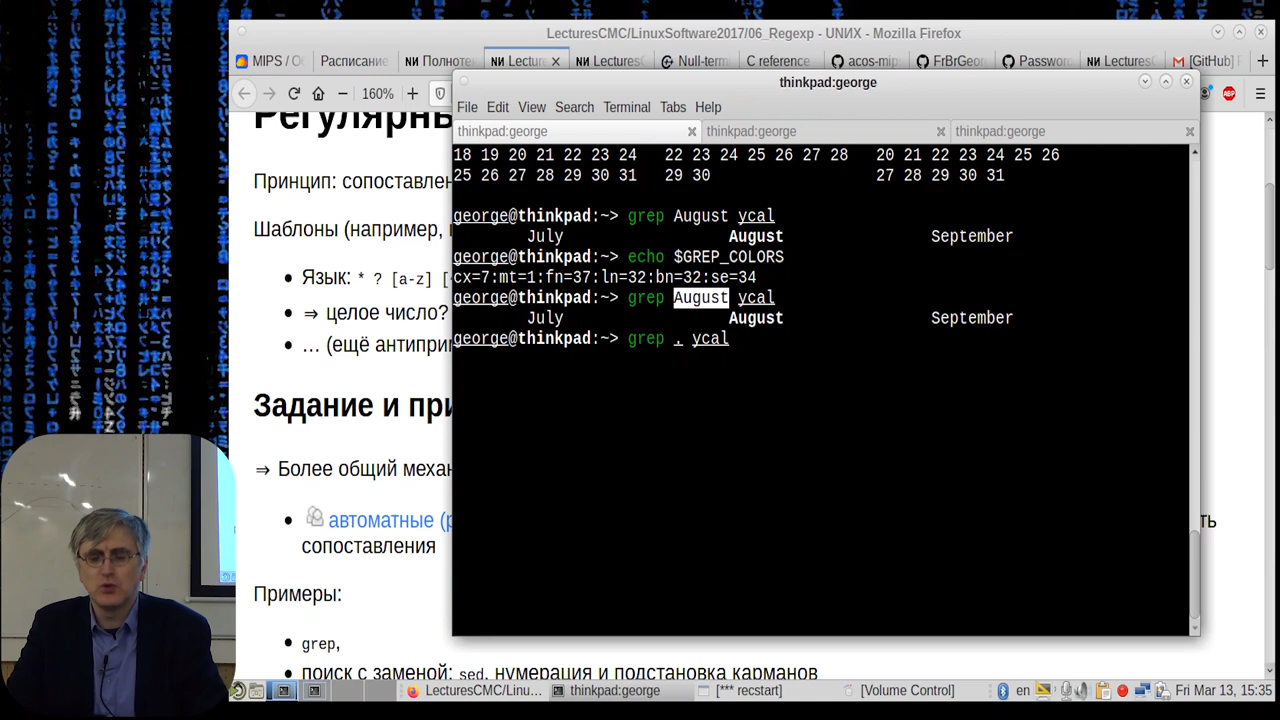 LecturesCMC/LinuxSoftware2017/06_Regexp - UNИX - Mozilla Firefox
MIPS / O
Расписание
Полноте
Lecture
LecturesC
Null-term
C reference
acos-mip
FrBrGeor
Password
LecturesC
[GitHub]
160%
thinkpad:george
File Edit View Search Terminal Tabs Help
thinkpad:george
thinkpad:george
thinkpad:george
18 19 20 21 22 23 24 22 23 24 25 26 27 28 20 21 22 23 24 25 26
25 26 27 28 29 30 31 29 30 27 28 29 30 31
george@thinkpad:~> grep August ycal
July August September
george@thinkpad:~> echo $GREP_COLORS
cx=7:mt=1:fn=37:ln=32:bn=32:se=34
george@thinkpad:~> grep August ycal
July August September
george@thinkpad:~> grep . ycal
Регулярны
Принцип: сопоставлен
Шаблоны (например,
Язык: * ? [a-z] [
⇒ целое число?
… (ещё антиприм
Задание и при
⇒ Более общий механ
автоматные (р
ть
сопоставления
Примеры:
grep,
поиск с заменой: sed, нумерация и подстановка карманов
LecturesCMC/Linu...
thinkpad:george
[*** recstart]
[Volume Control]
en
Fri Mar 13, 15:35